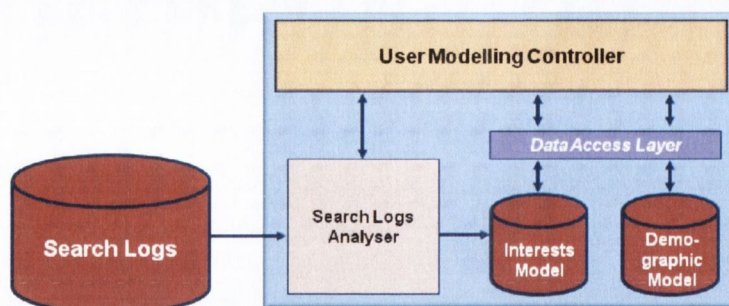 User Modelling Controller
Data Access Layer
Search Logs
Search Logs
Analyser
Interests
Model
Demo-
graphic
Model